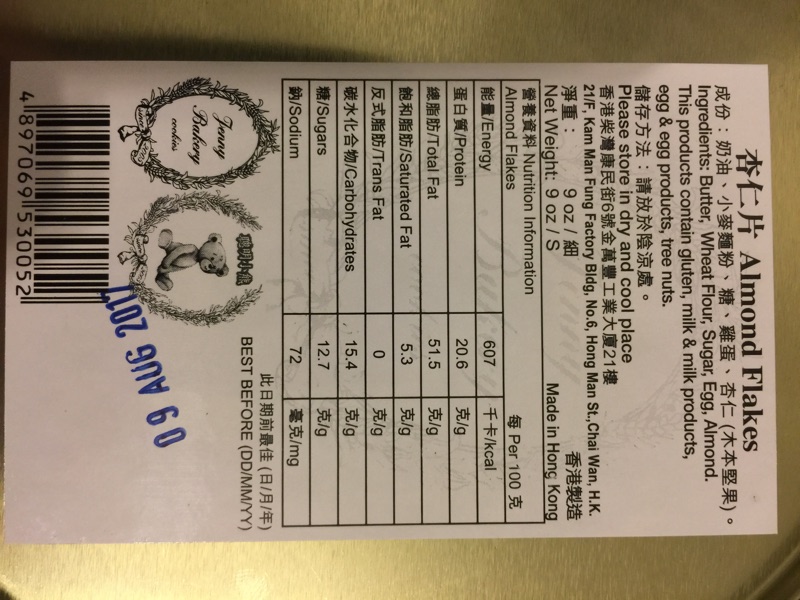 杏仁片 Almond Flakes
成份：奶油、小麥麵粉、糖、雞蛋、杏仁 (木本堅果)。
Ingredients: Butter, Wheat Flour, Sugar, Egg, Almond.
This products contain gluten, milk & milk products,
egg & egg products, tree nuts.
儲存方法：請放於陰涼處。
Please store in dry and cool place
香港柴灣康民街6號金萬豐工業大廈21樓
21/F, Kam Man Fung Factory Bldg, No.6, Hong Man St.,Chai Wan, H.K.
淨重： 9 oz / 細 香港製造
Net Weight: 9 oz / S Made in Hong Kong
營養資料 Nutrition Information
Almond Flakes 每 Per 100 克
能量/Energy 607 千卡/kcal
蛋白質/Protein 20.6 克/g
總脂肪/Total Fat 51.5 克/g
飽和脂肪/Saturated Fat 5.3 克/g
反式脂肪/Trans Fat 0 克/g
碳水化合物/Carbohydrates 15.4 克/g
糖/Sugars 12.7 克/g
鈉/Sodium 72 毫克/mg
此日期前最佳 (日/月/年)
BEST BEFORE (DD/MM/YY)
09 AUG 2017
Jenny
Bakery
cookies
聰明小熊
4 897069 530052